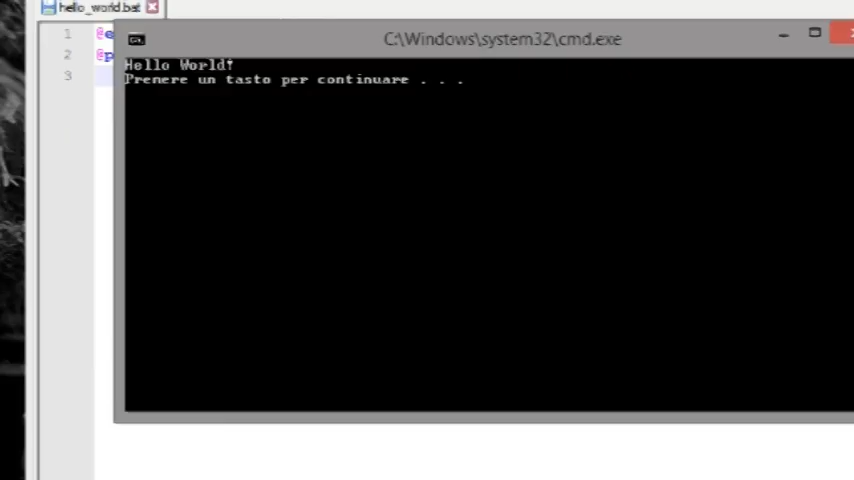 hello_world.bat
C:\Windows\system32\cmd.exe
1 @e
2 @p
3
Hello World!
Premere un tasto per continuare . . .